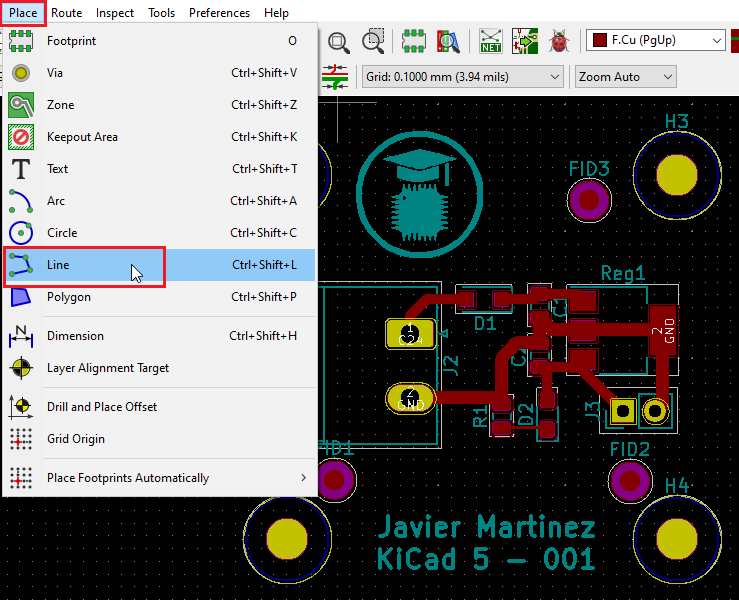 Place Route Inspect Tools Preferences Help
Footprint O
Via Ctrl+Shift+V
Zone Ctrl+Shift+Z
Keepout Area Ctrl+Shift+K
Text Ctrl+Shift+T
Arc Ctrl+Shift+A
Circle Ctrl+Shift+C
Line Ctrl+Shift+L
Polygon Ctrl+Shift+P
Dimension Ctrl+Shift+H
Layer Alignment Target
Drill and Place Offset
Grid Origin
Place Footprints Automatically
NET
F.Cu (PgUp)
Grid: 0.1000 mm (3.94 mils)
Zoom Auto
H3
FID3
Reg1
D1
C1
1
J2
2
GND
C2
2
GND
R1
D2
J3
FID2
H4
Javier Martinez
KiCad 5 - 001